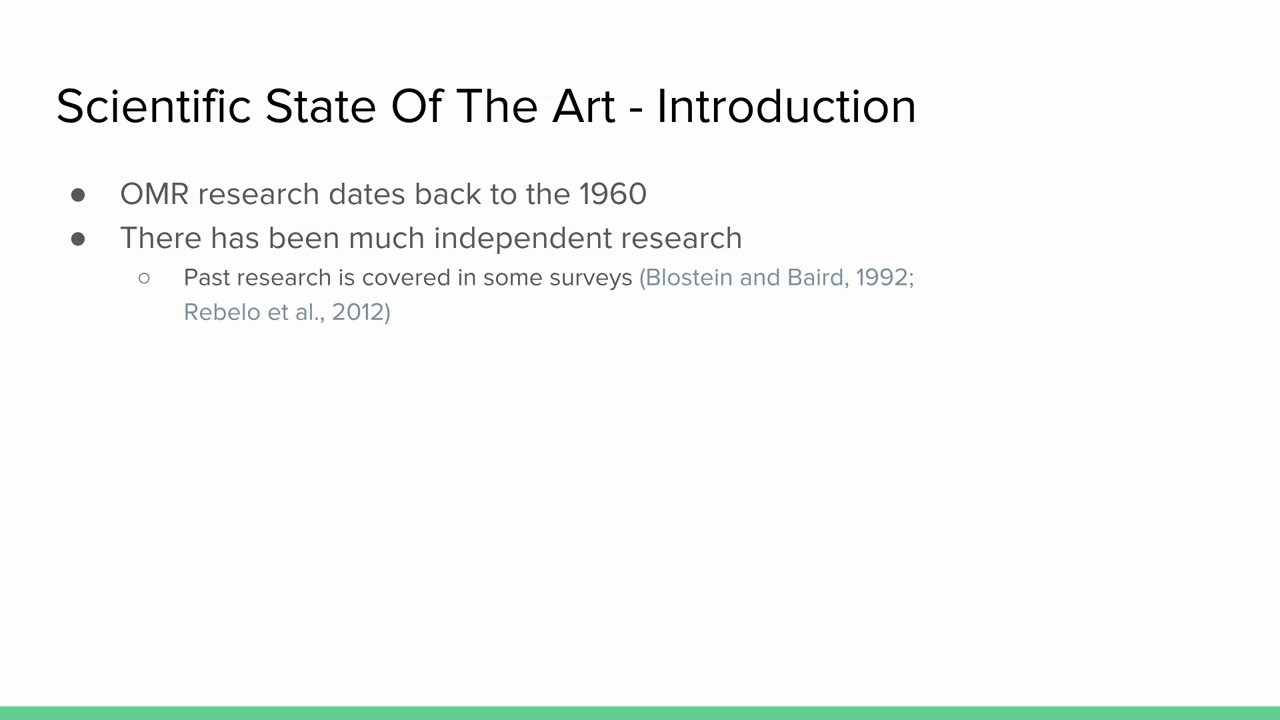 Scientific State Of The Art - Introduction
● OMR research dates back to the 1960
● There has been much independent research
○ Past research is covered in some surveys (Blostein and Baird, 1992;
Rebelo et al., 2012)